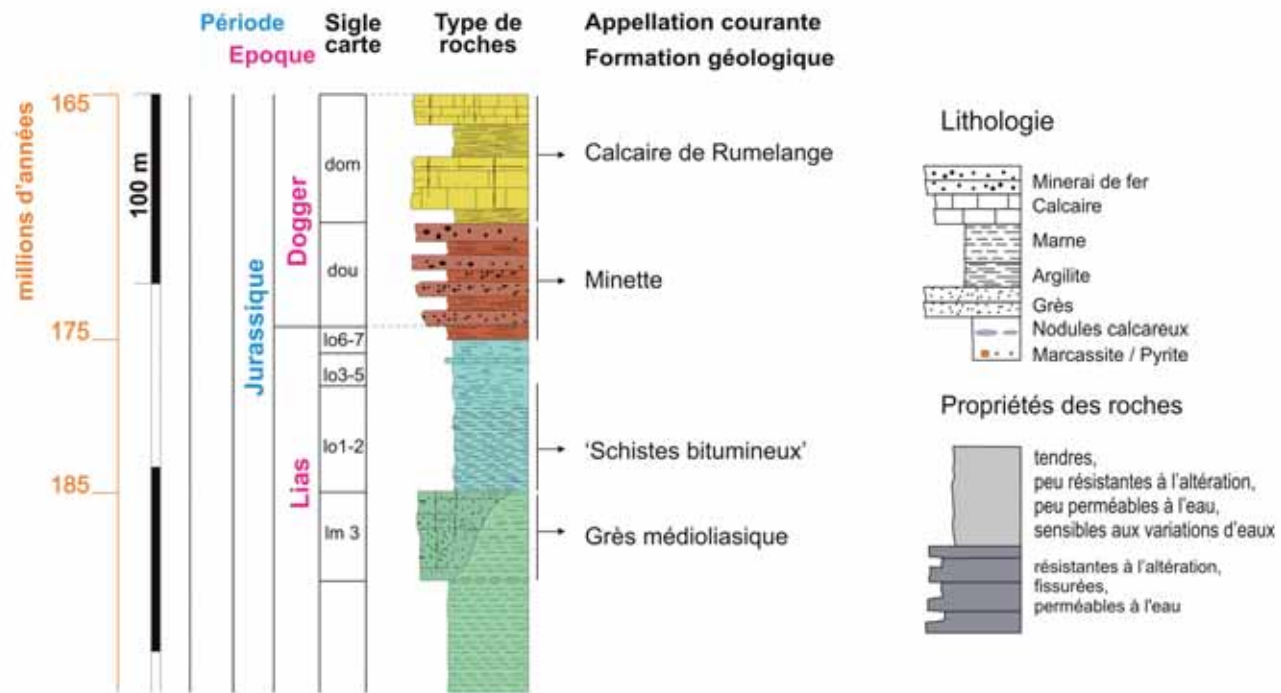 Période
Epoque
Sigle
carte
Type de
roches
Appellation courante
Formation géologique
millions d'années
165
175
185
100 m
Jurassique
Dogger
Lias
dom
dou
lo6-7
lo3-5
lo1-2
lm 3
Calcaire de Rumelange
Minette
‘Schistes bitumineux’
Grès médioliasique
Lithologie
Minerai de fer
Calcaire
Marne
Argilite
Grès
Nodules calcareux
Marcassite / Pyrite
Propriétés des roches
tendres,
peu résistantes à l'altération,
peu perméables à l'eau,
sensibles aux variations d'eaux
résistantes à l'altération,
fissurées,
perméables à l'eau